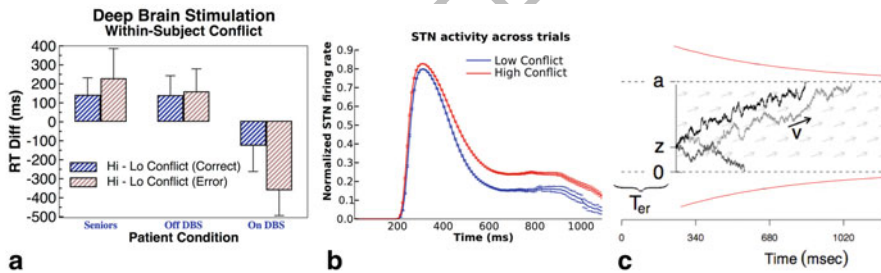 Deep Brain Stimulation
Within-Subject Conflict
RT Diff (ms)
400
300
200
100
0
-100
-200
-300
-400
-500
Hi - Lo Conflict (Correct)
Hi - Lo Conflict (Error)
Seniors Off DBS On DBS
Patient Condition
a
STN activity across trials
Normalized STN firing rate
0.9
0.8
0.7
0.6
0.5
0.4
0.3
0.2
0.1
0.0
Low Conflict
High Conflict
200 400 600 800 1000
Time (ms)
b
a
z
0
v
Ter
0 340 680 1020
Time (msec)
c